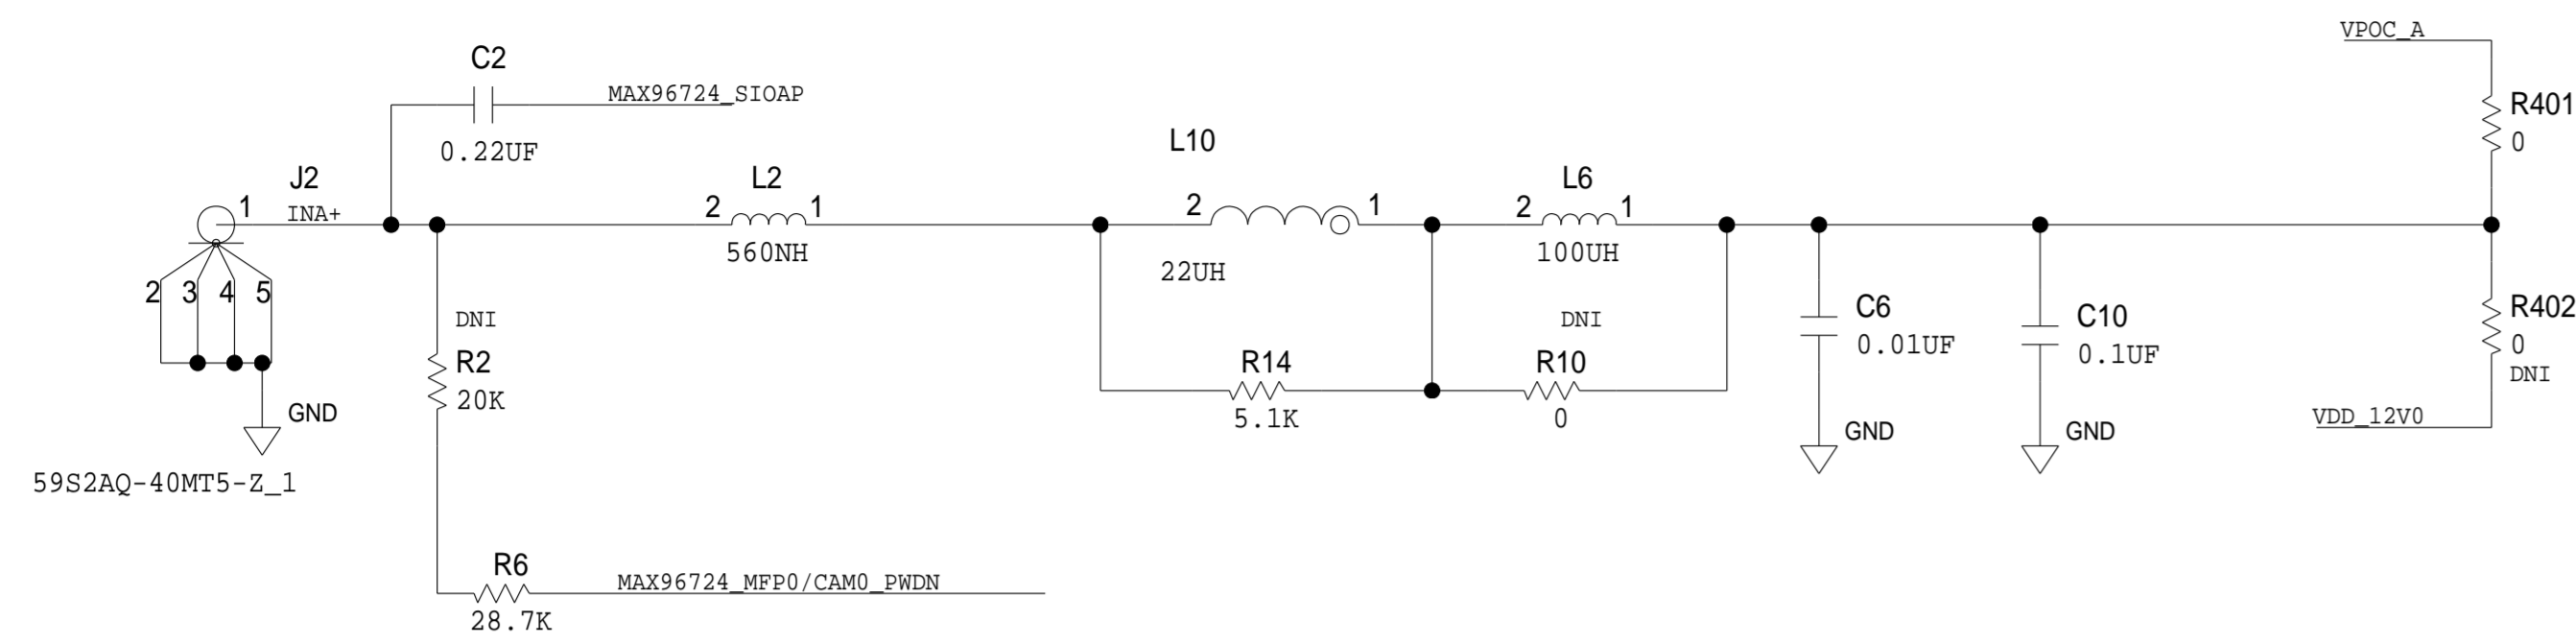 VPOC_A
C2
MAX96724_SIOAP
R401
0
0.22UF
L10
J2
L2
L6
1
INA+
2
1
2
1
2
1
560NH
100UH
22UH
2
3
4
5
DNI
DNI
C6
0.01UF
C10
0.1UF
R402
0
DNI
R2
20K
R14
5.1K
R10
0
GND
GND
GND
VDD_12V0
59S2AQ-40MT5-Z_1
R6
MAX96724_MFP0/CAM0_PWDN
28.7K